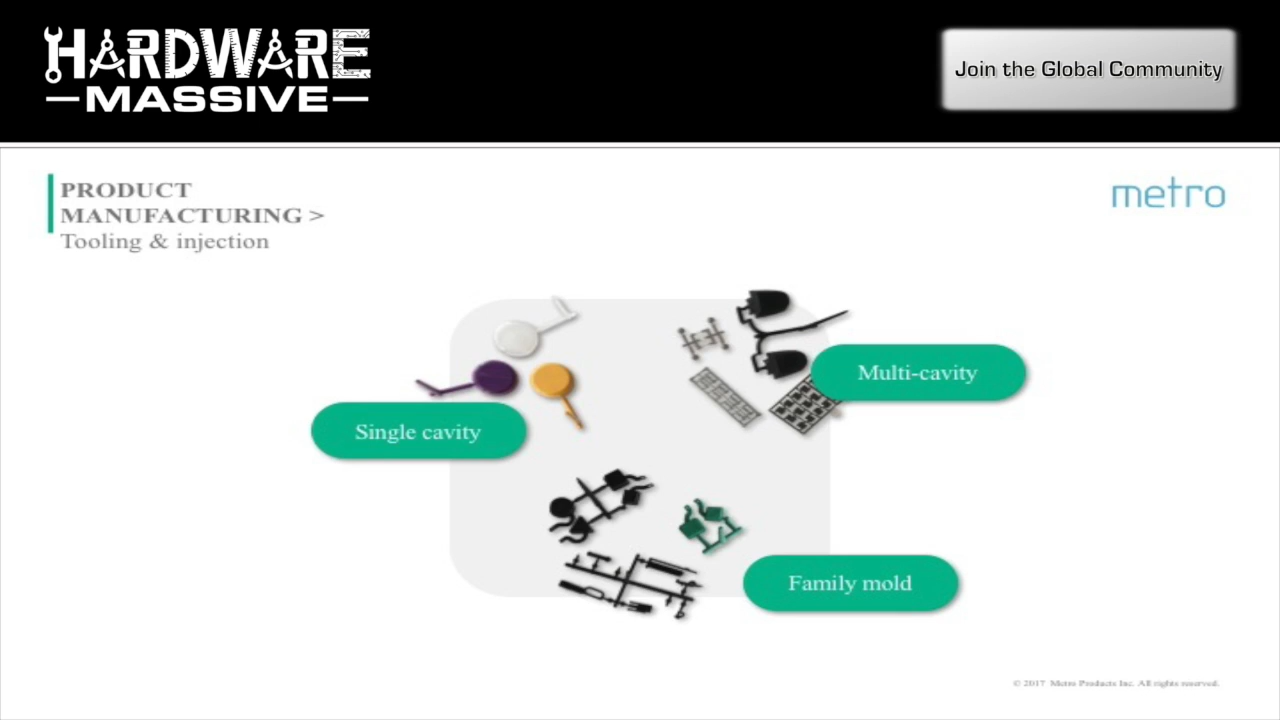 HARDWARE
MASSIVE
Join the Global Community
PRODUCT
MANUFACTURING >
Tooling & injection
metro
Multi-cavity
Single cavity
Family mold
© 2017 Metro Products Inc. All rights reserved.